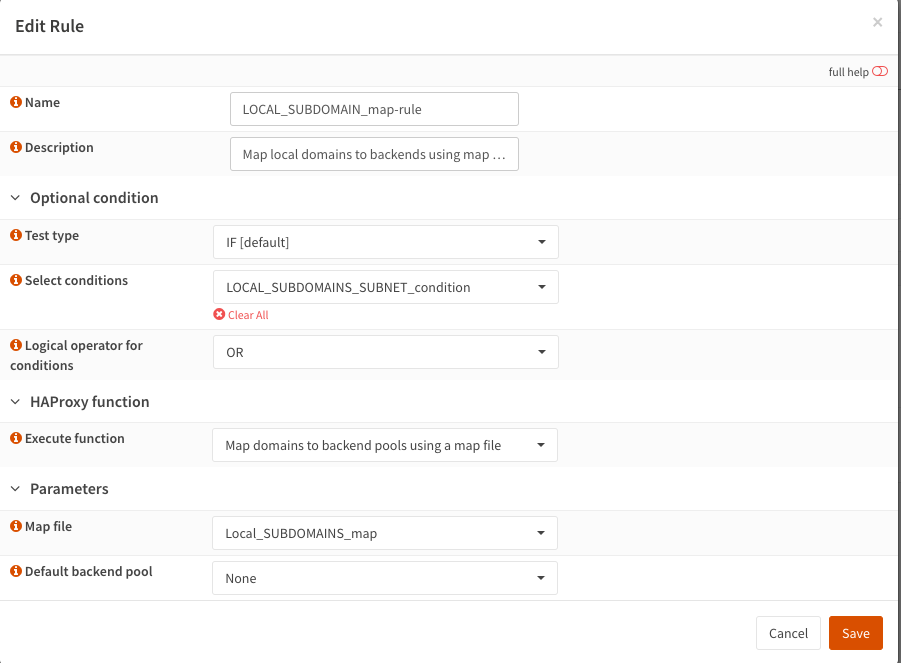 Edit Rule
×
full help
Name
LOCAL_SUBDOMAIN_map-rule
Description
Map local domains to backends using map …
Optional condition
Test type
IF [default]
Select conditions
LOCAL_SUBDOMAINS_SUBNET_condition
Clear All
Logical operator for
conditions
OR
HAProxy function
Execute function
Map domains to backend pools using a map file
Parameters
Map file
Local_SUBDOMAINS_map
Default backend pool
None
Cancel
Save